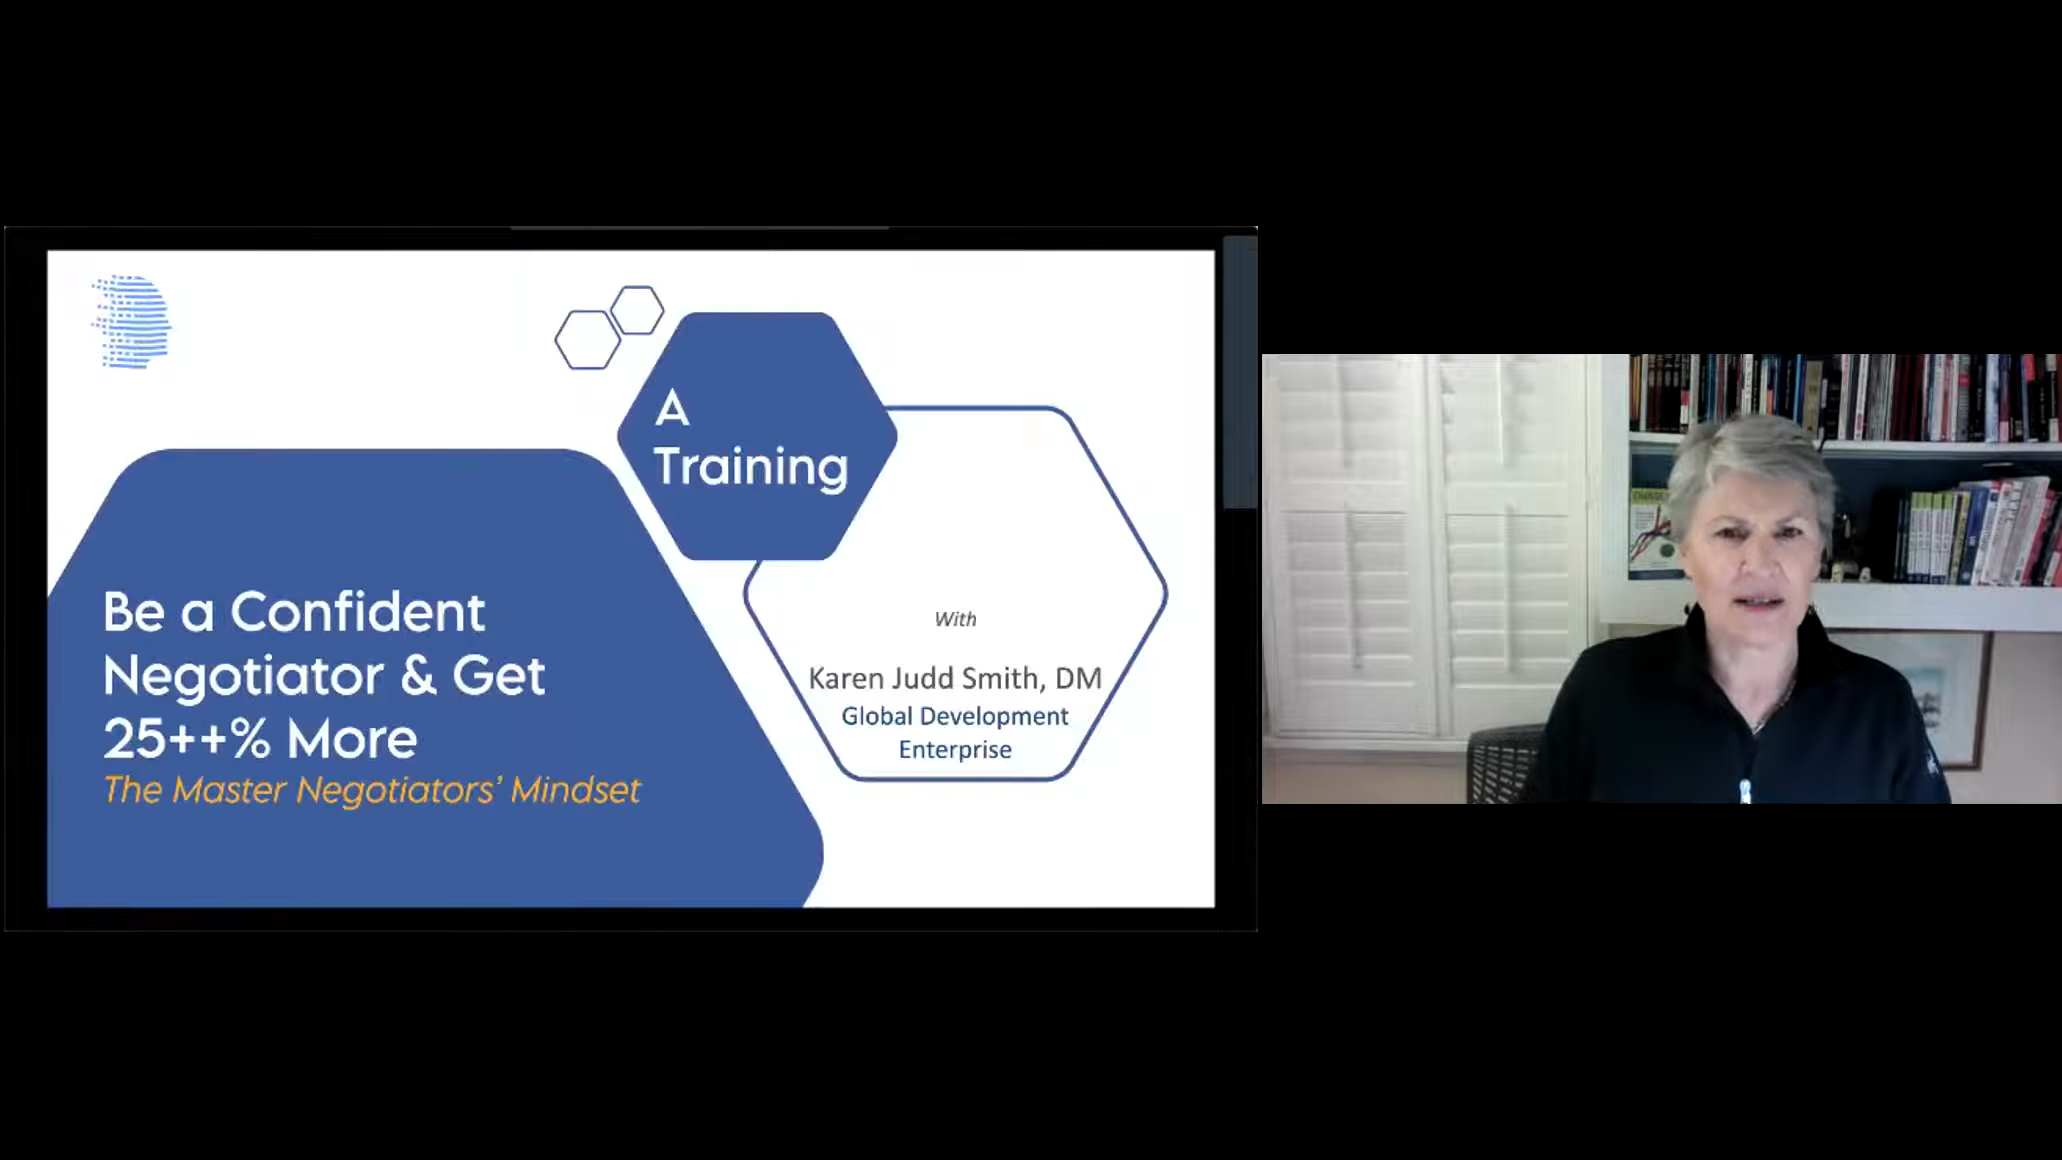 A
Training
Be a Confident
Negotiator & Get
25++% More
The Master Negotiators' Mindset
With
Karen Judd Smith, DM
Global Development
Enterprise